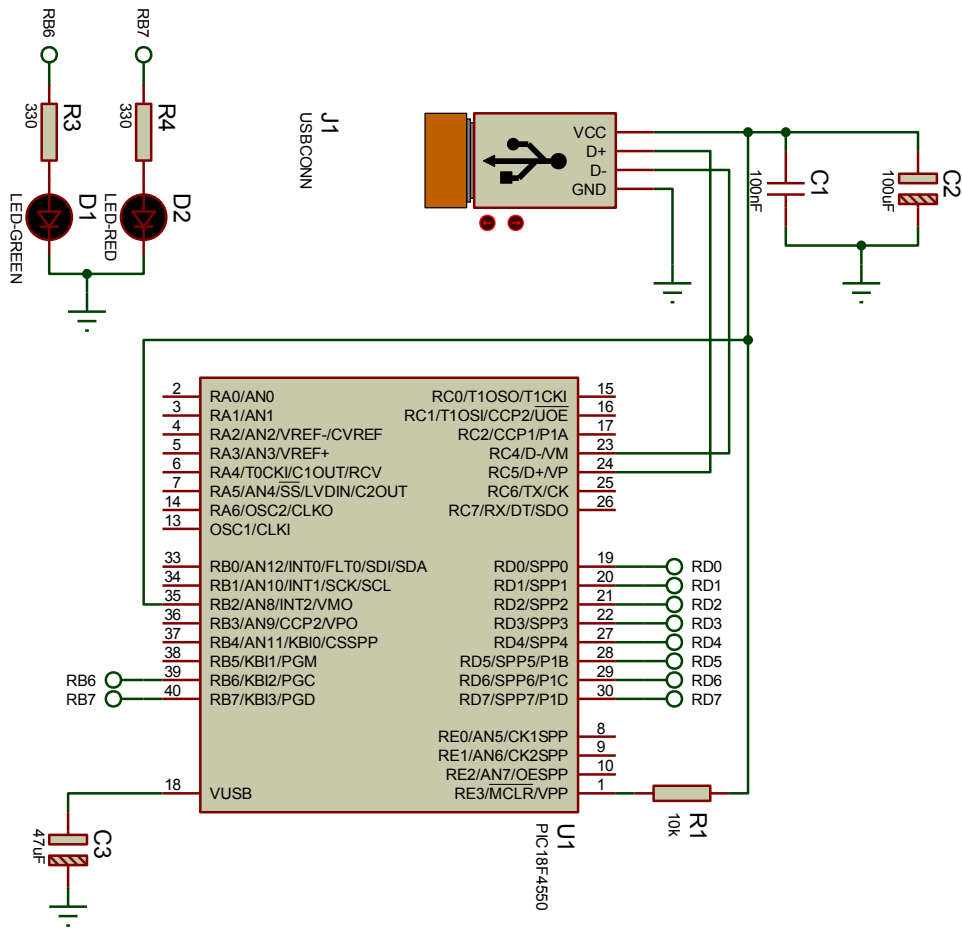 RB6
RB7
R3
330
R4
330
D1
LED-GREEN
D2
LED-RED
J1
USBCONN
VCC
D+
D-
GND
C1
100nF
C2
100uF
2 RA0/AN0
3 RA1/AN1
4 RA2/AN2/VREF-/CVREF
5 RA3/AN3/VREF+
6 RA4/T0CKI/C1OUT/RCV
7 RA5/AN4/SS/LVDIN/C2OUT
14 RA6/OSC2/CLKO
13 OSC1/CLKI
33 RB0/AN12/INT0/FLT0/SDI/SDA
34 RB1/AN10/INT1/SCK/SCL
35 RB2/AN8/INT2/VMO
36 RB3/AN9/CCP2/VPO
37 RB4/AN11/KBI0/CSSPP
38 RB5/KBI1/PGM
RB6 39 RB6/KBI2/PGC
RB7 40 RB7/KBI3/PGD
18 VUSB
RC0/T1OSO/T1CKI 15
RC1/T1OSI/CCP2/UOE 16
RC2/CCP1/P1A 17
RC4/D-/VM 23
RC5/D+/VP 24
RC6/TX/CK 25
RC7/RX/DT/SDO 26
RD0/SPP0 19 RD0
RD1/SPP1 20 RD1
RD2/SPP2 21 RD2
RD3/SPP3 22 RD3
RD4/SPP4 27 RD4
RD5/SPP5/P1B 28 RD5
RD6/SPP6/P1C 29 RD6
RD7/SPP7/P1D 30 RD7
RE0/AN5/CK1SPP 8
RE1/AN6/CK2SPP 9
RE2/AN7/OESPP 10
RE3/MCLR/VPP 1
R1
10k
U1
PIC18F4550
C3
47uF